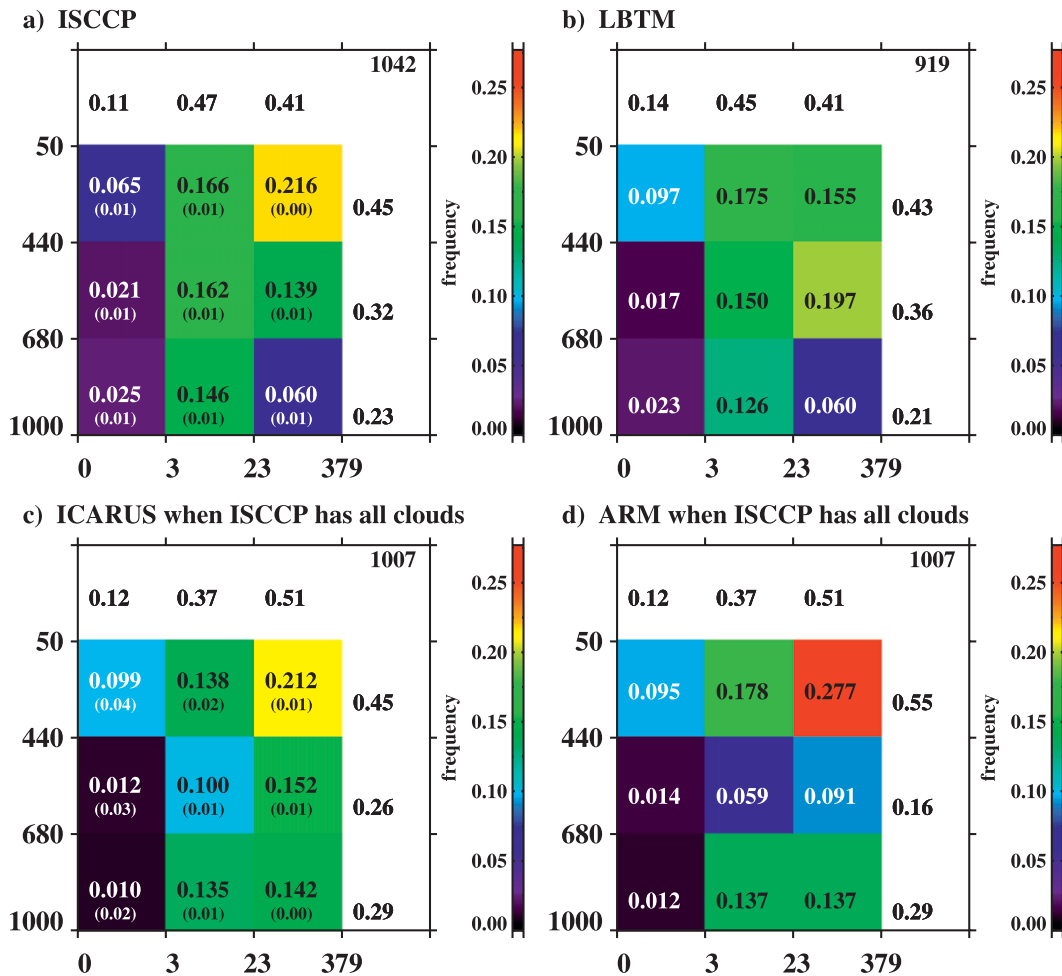 a) ISCCP
1042
0.11 0.47 0.41
50
0.065 0.166 0.216
(0.01) (0.01) (0.00)
0.45
440
0.021 0.162 0.139
(0.01) (0.01) (0.01)
0.32
680
0.025 0.146 0.060
(0.01) (0.01) (0.01)
0.23
1000
0 3 23 379
frequency
0.25
0.20
0.15
0.10
0.05
0.00
b) LBTM
919
0.14 0.45 0.41
50
0.097 0.175 0.155
0.43
440
0.017 0.150 0.197
0.36
680
0.023 0.126 0.060
0.21
1000
0 3 23 379
frequency
0.25
0.20
0.15
0.10
0.05
0.00
c) ICARUS when ISCCP has all clouds
1007
0.12 0.37 0.51
50
0.099 0.138 0.212
(0.04) (0.02) (0.01)
0.45
440
0.012 0.100 0.152
(0.03) (0.01) (0.01)
0.26
680
0.010 0.135 0.142
(0.02) (0.01) (0.00)
0.29
1000
0 3 23 379
frequency
0.25
0.20
0.15
0.10
0.05
0.00
d) ARM when ISCCP has all clouds
1007
0.12 0.37 0.51
50
0.095 0.178 0.277
0.55
440
0.014 0.059 0.091
0.16
680
0.012 0.137 0.137
0.29
1000
0 3 23 379
frequency
0.25
0.20
0.15
0.10
0.05
0.00